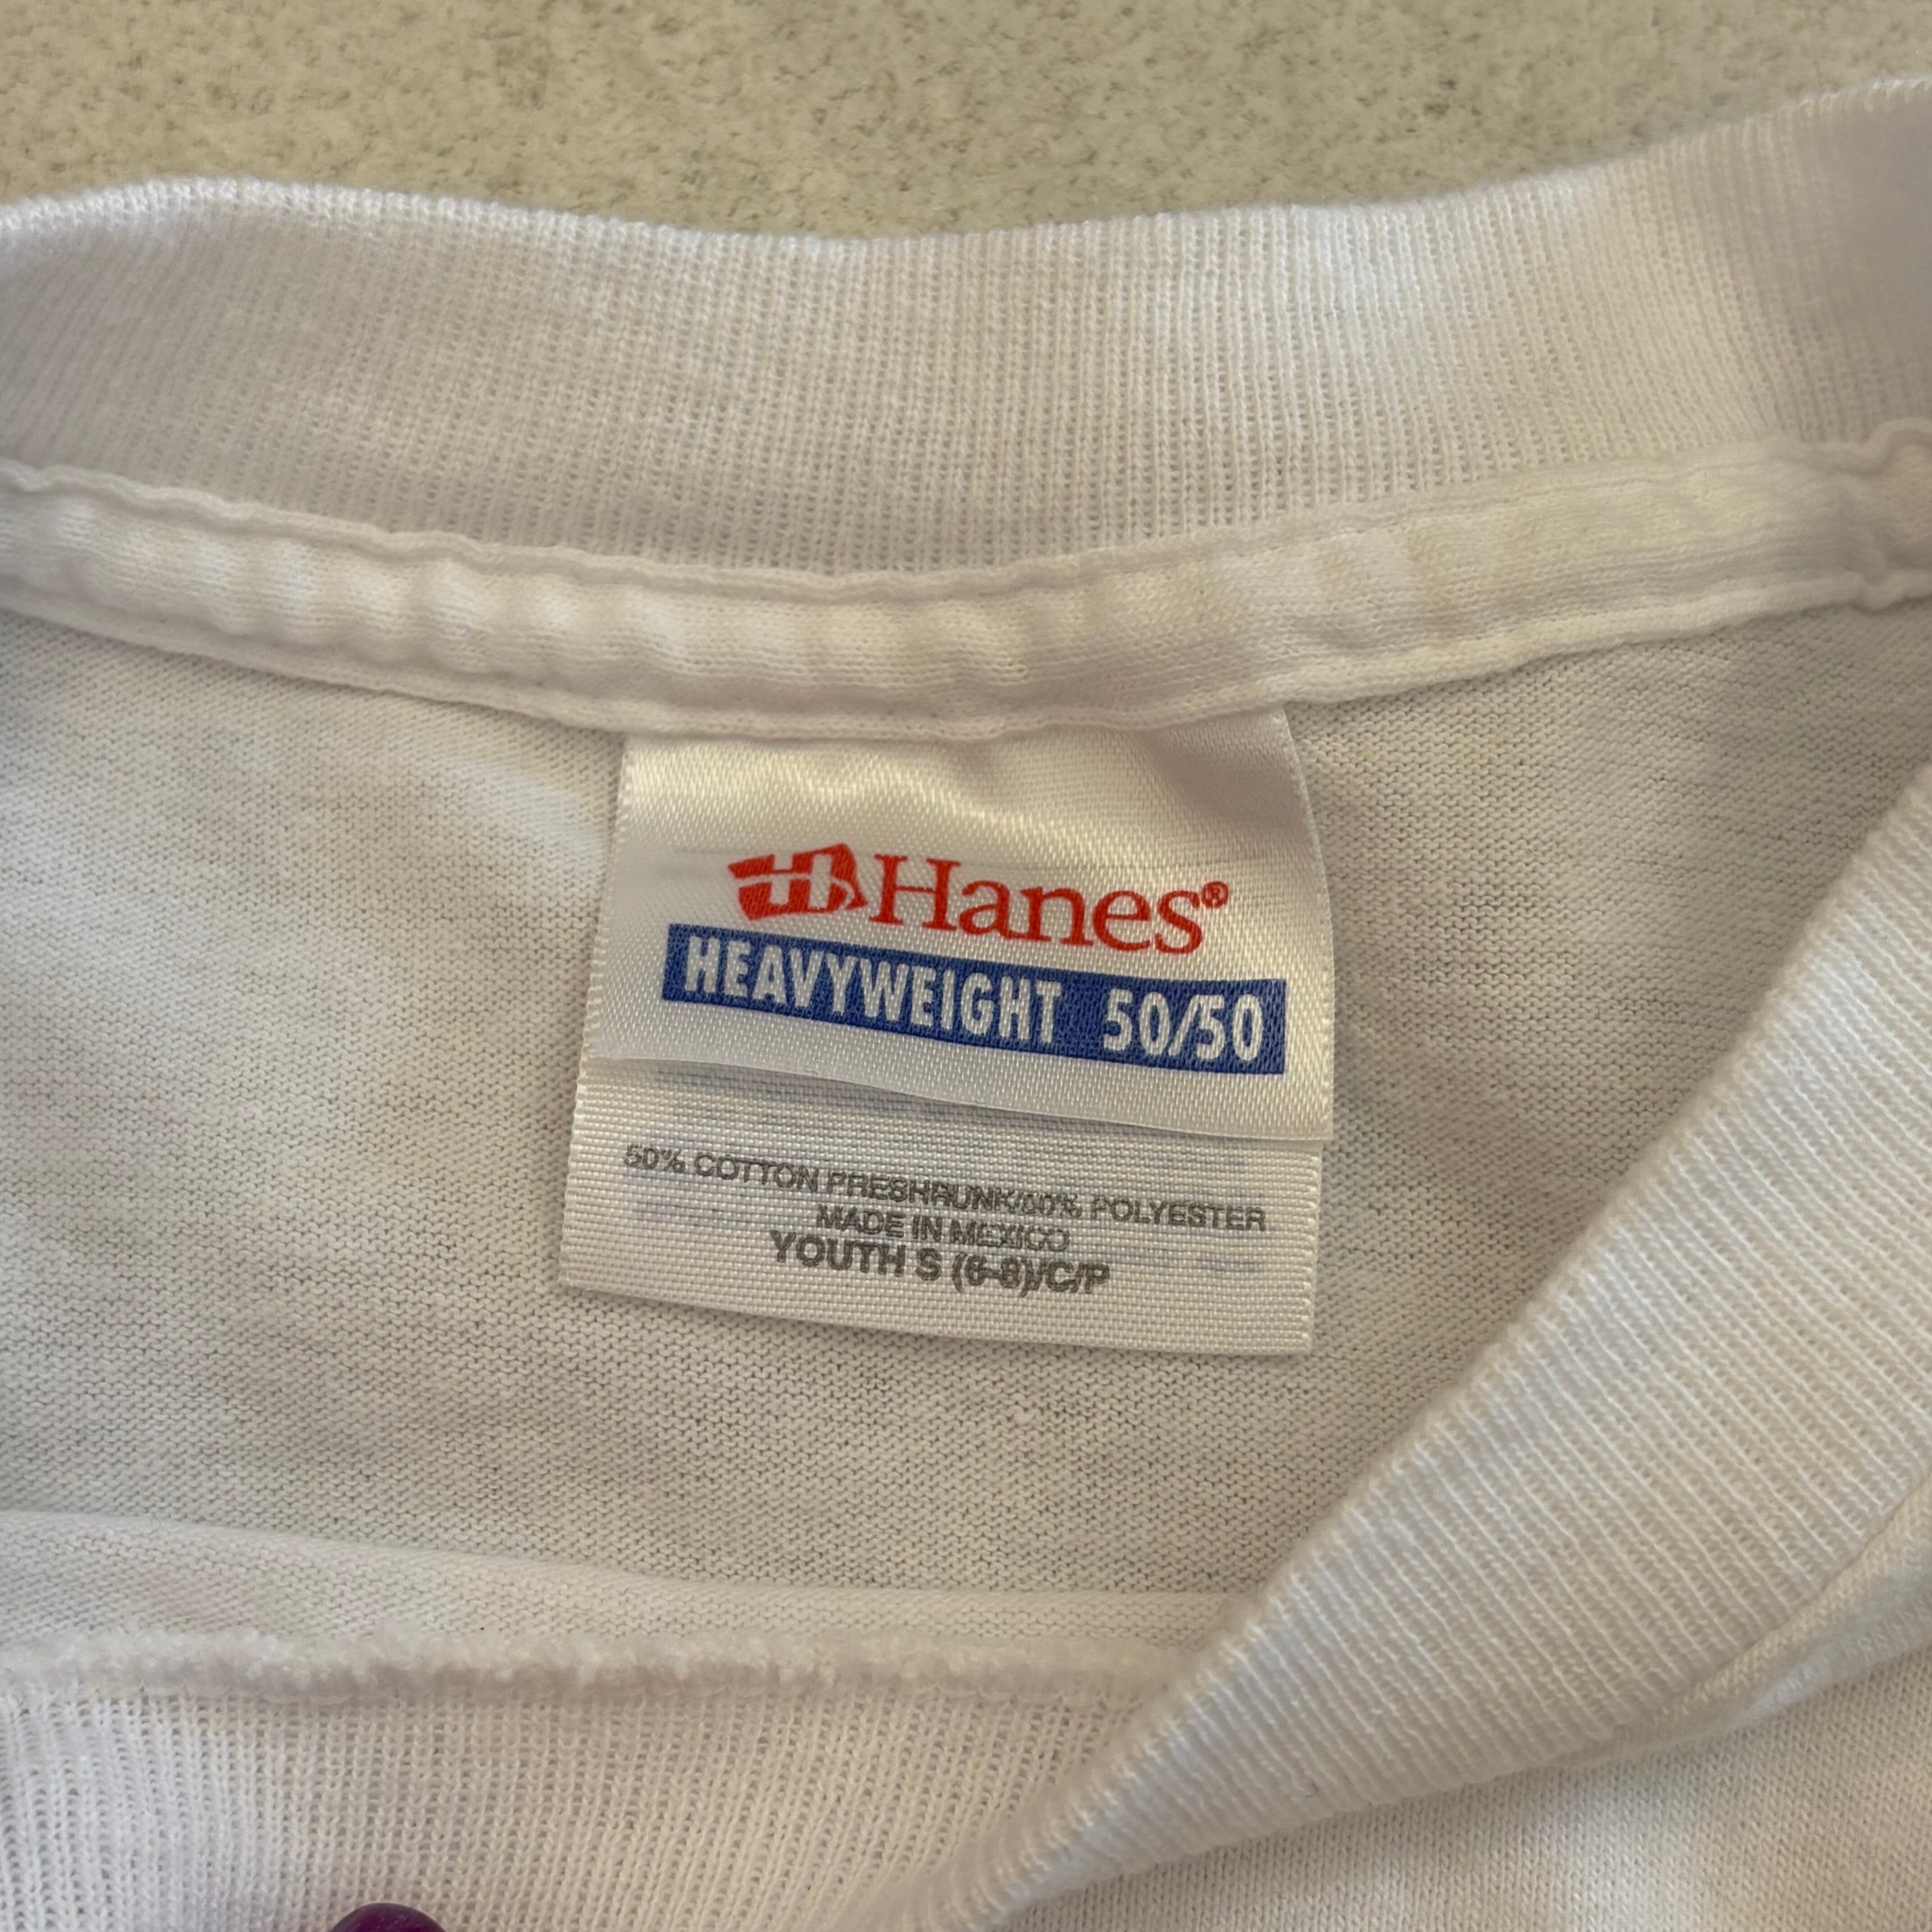 Hanes®
HEAVYWEIGHT 50/50
50% COTTON PRESHRUNK/50% POLYESTER
MADE IN MEXICO
YOUTH S (6-8)/C/P